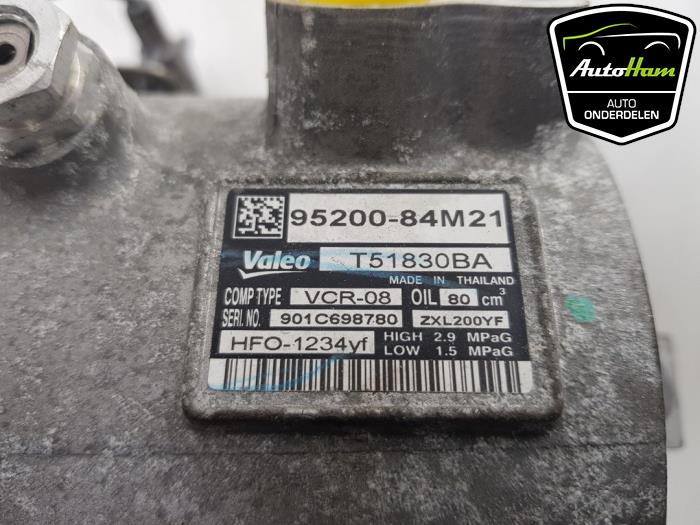 AutoHam
AUTO
ONDERDELEN
95200-84M21
Valeo T51830BA
MADE IN THAILAND
COMP TYPE VCR-08 OIL 80 cm³
SERI. NO. 901C698780 ZXL200YF
HFO-1234yf HIGH 2.9 MPaG
LOW 1.5 MPaG